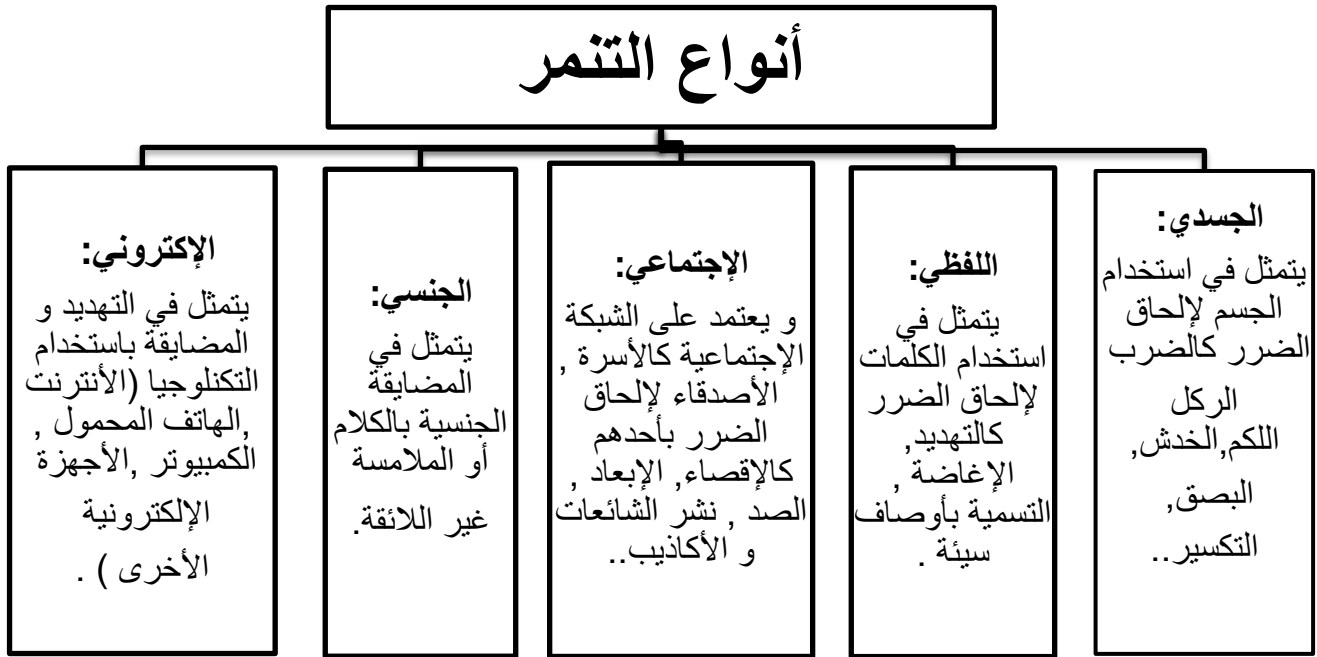 أنواع التنمر
الجسدي:
يتمثل في استخدام
الجسم لإلحاق
الضرر كالضرب
الركل
اللكم,الخدش,
البصق,
التكسير..
اللفظي:
يتمثل في
استخدام الكلمات
لإلحاق الضرر
كالتهديد,
الإغاضة ,
التسمية بأوصاف
سيئة .
الإجتماعي:
و يعتمد على الشبكة
الإجتماعية كالأسرة ,
الأصدقاء لإلحاق
الضرر بأحدهم
كالإقصاء, الإبعاد ,
الصد , نشر الشائعات
و الأكاذيب..
الجنسي:
يتمثل في
المضايقة
الجنسية بالكلام
أو الملامسة
غير اللائقة.
الإكتروني:
يتمثل في التهديد و
المضايقة باستخدام
التكنلوجيا (الأنترنت
,الهاتف المحمول ,
الكمبيوتر ,الأجهزة
الإلكترونية
الأخرى ) .